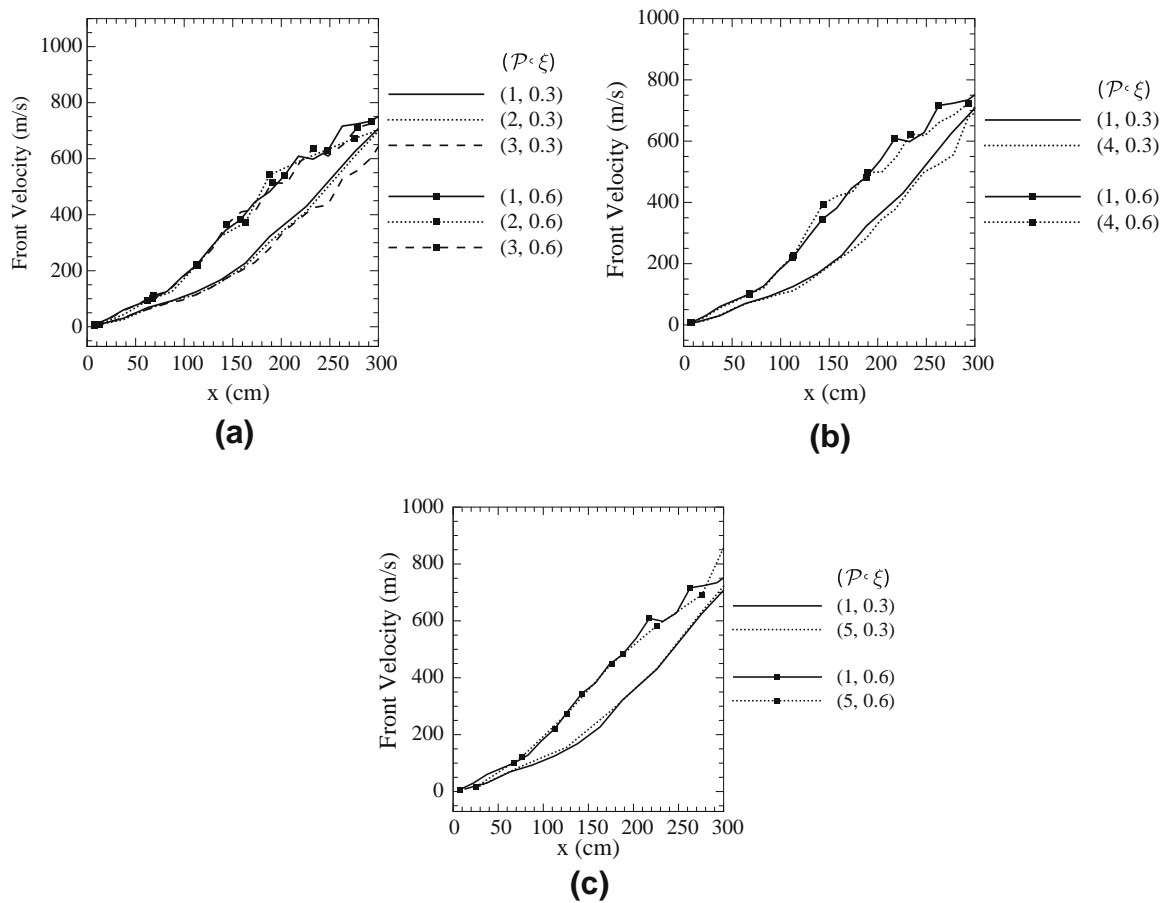 1000
800
600
400
200
0
Front Velocity (m/s)
0 50 100 150 200 250 300
x (cm)
(𝒫‹ ξ)
(1, 0.3)
(2, 0.3)
(3, 0.3)
(1, 0.6)
(2, 0.6)
(3, 0.6)
(a)
1000
800
600
400
200
0
Front Velocity (m/s)
0 50 100 150 200 250 300
x (cm)
(𝒫‹ ξ)
(1, 0.3)
(4, 0.3)
(1, 0.6)
(4, 0.6)
(b)
1000
800
600
400
200
0
Front Velocity (m/s)
0 50 100 150 200 250 300
x (cm)
(𝒫‹ ξ)
(1, 0.3)
(5, 0.3)
(1, 0.6)
(5, 0.6)
(c)